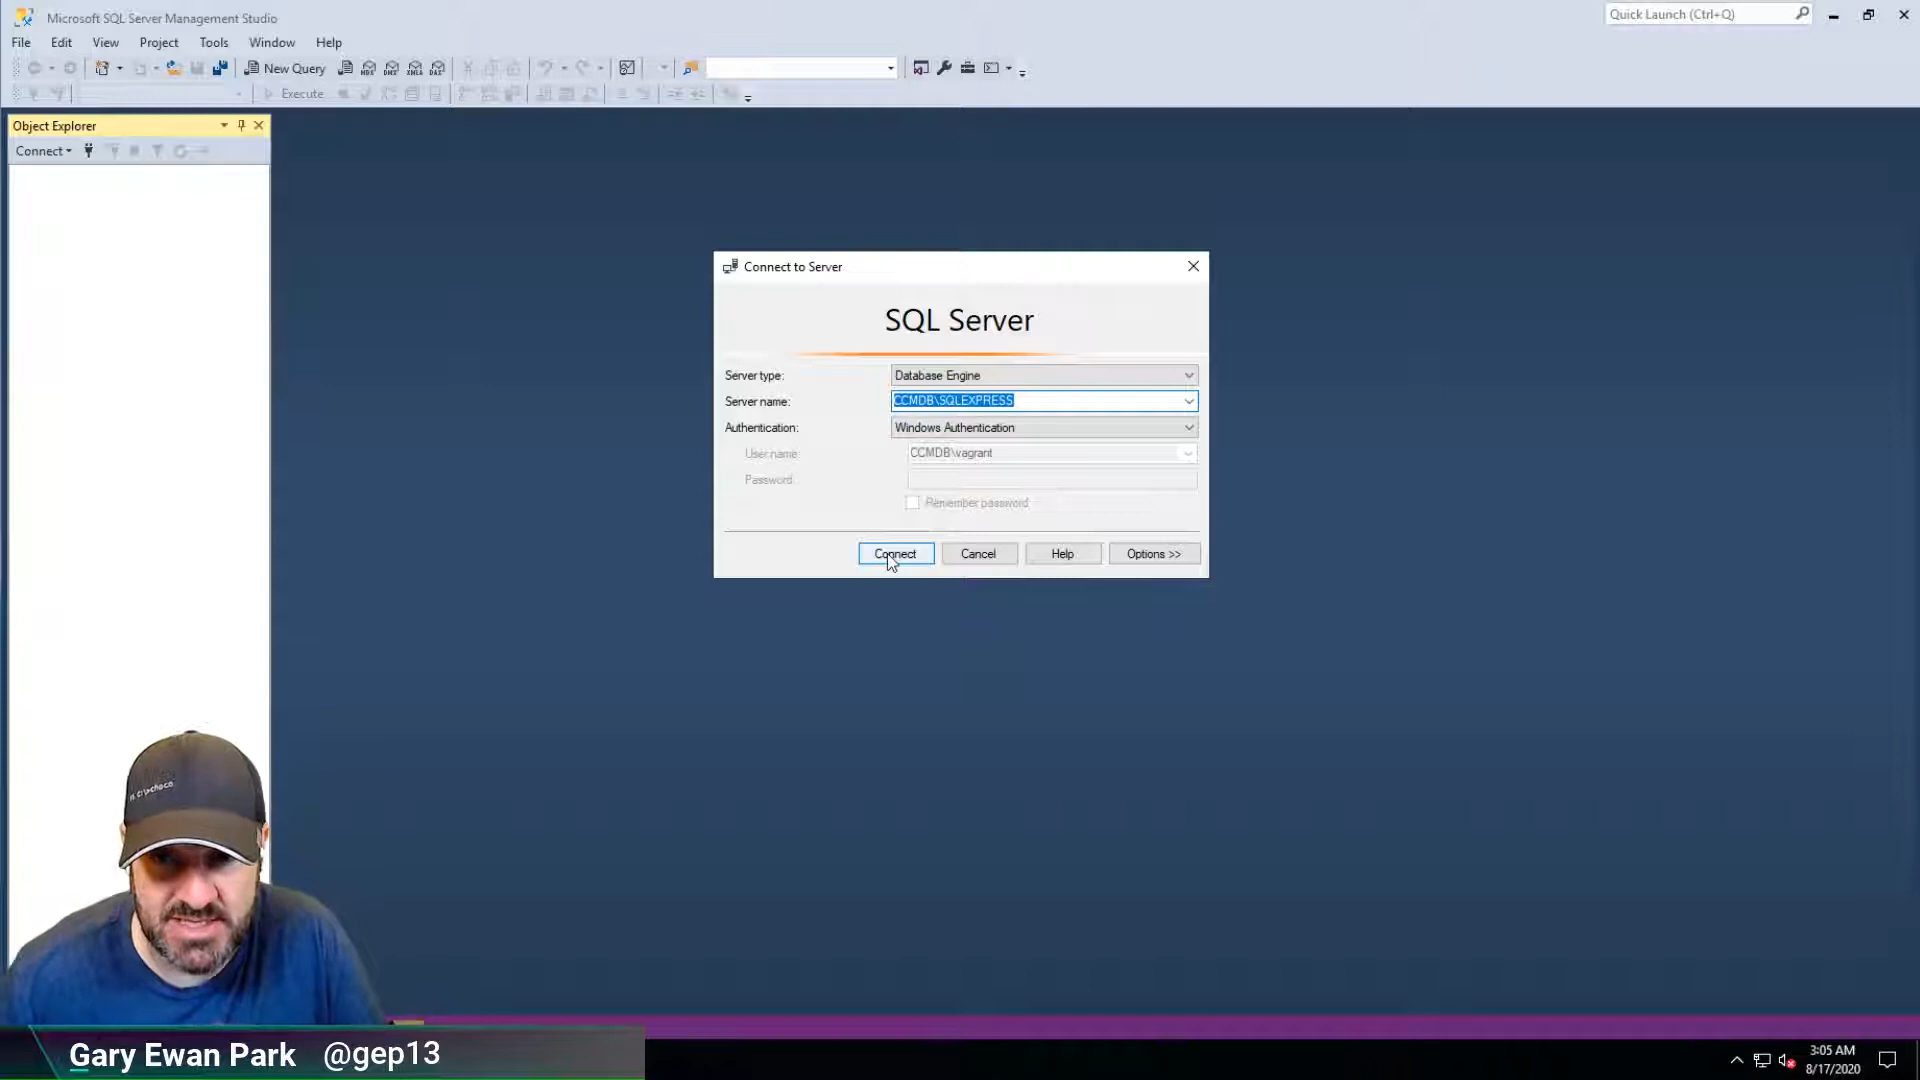 Microsoft SQL Server Management Studio
Quick Launch (Ctrl+Q)
File Edit View Project Tools Window Help
New Query
Execute
Object Explorer
Connect
Connect to Server
SQL Server
Server type: Database Engine
Server name: CCMDB\SQLEXPRESS
Authentication: Windows Authentication
User name: CCMDB\vagrant
Password:
Remember password
Connect Cancel Help Options >>
Gary Ewan Park @gep13
3:05 AM
8/17/2020